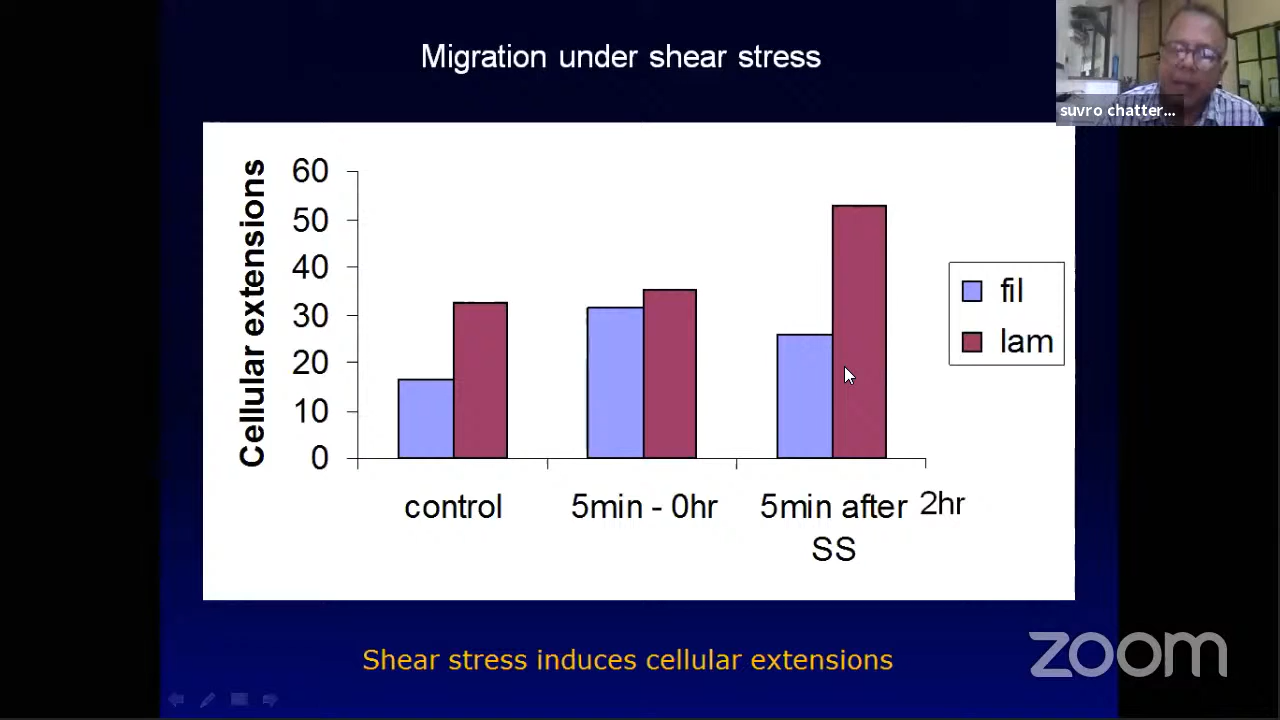 Migration under shear stress
suvro chatter...
Cellular extensions
60
50
40
30
20
10
0
fil
lam
control
5min - 0hr
5min after 2hr
SS
Shear stress induces cellular extensions
zoom